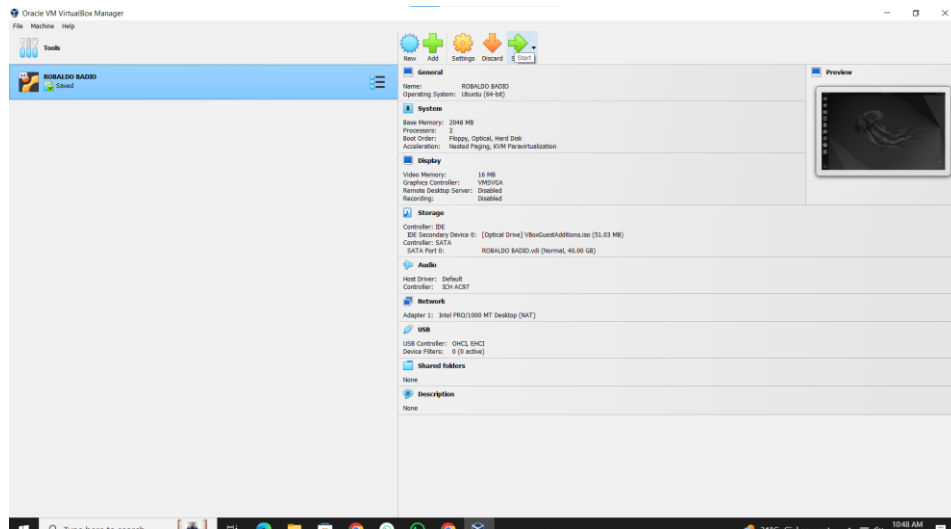 Oracle VM VirtualBox Manager
File Machine Help
Tools
New Add Settings Discard Start
ROBALDO BADIO
Saved
General
Name: ROBALDO BADIO
Operating System: Ubuntu (64-bit)
System
Base Memory: 2048 MB
Processors: 2
Boot Order: Floppy, Optical, Hard Disk
Acceleration: Nested Paging, KVM Paravirtualization
Display
Video Memory: 16 MB
Graphics Controller: VMSVGA
Remote Desktop Server: Disabled
Recording: Disabled
Storage
Controller: IDE
IDE Secondary Device 0: [Optical Drive] VBoxGuestAdditions.iso (51.03 MB)
Controller: SATA
SATA Port 0: ROBALDO BADIO.vdi (Normal, 40.00 GB)
Audio
Host Driver: Default
Controller: ICH AC97
Network
Adapter 1: Intel PRO/1000 MT Desktop (NAT)
USB
USB Controller: OHCI, EHCI
Device Filters: 0 (0 active)
Shared folders
None
Description
None
Preview
Type here to search
10:48 AM